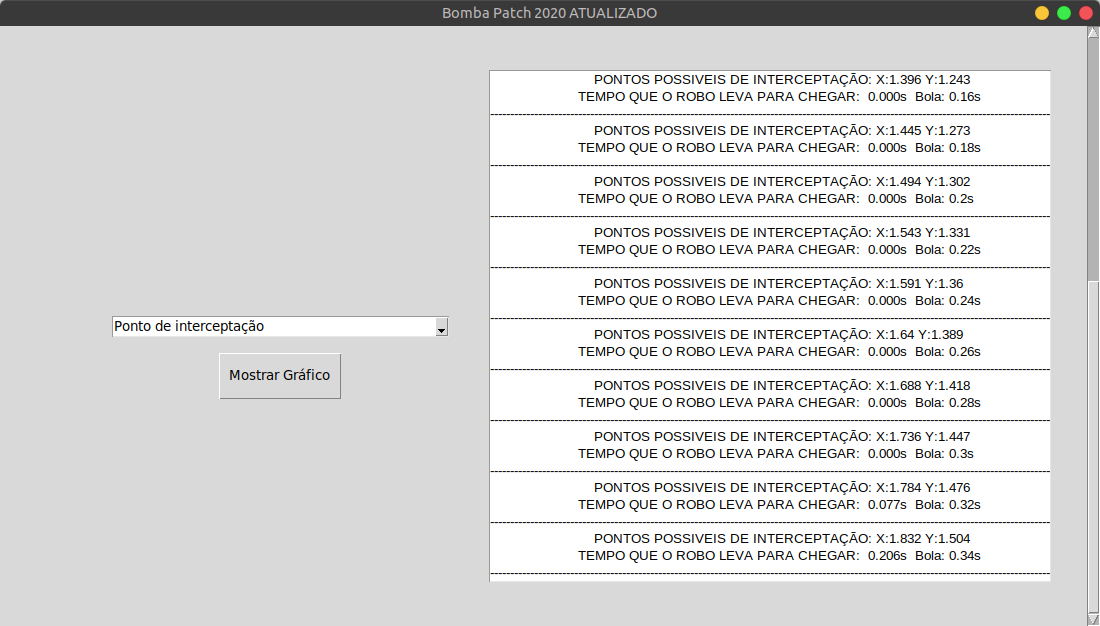 Bomba Patch 2020 ATUALIZADO
PONTOS POSSIVEIS DE INTERCEPTAÇÃO: X:1.396 Y:1.243
TEMPO QUE O ROBO LEVA PARA CHEGAR: 0.000s Bola: 0.16s
PONTOS POSSIVEIS DE INTERCEPTAÇÃO: X:1.445 Y:1.273
TEMPO QUE O ROBO LEVA PARA CHEGAR: 0.000s Bola: 0.18s
PONTOS POSSIVEIS DE INTERCEPTAÇÃO: X:1.494 Y:1.302
TEMPO QUE O ROBO LEVA PARA CHEGAR: 0.000s Bola: 0.2s
PONTOS POSSIVEIS DE INTERCEPTAÇÃO: X:1.543 Y:1.331
TEMPO QUE O ROBO LEVA PARA CHEGAR: 0.000s Bola: 0.22s
PONTOS POSSIVEIS DE INTERCEPTAÇÃO: X:1.591 Y:1.36
TEMPO QUE O ROBO LEVA PARA CHEGAR: 0.000s Bola: 0.24s
PONTOS POSSIVEIS DE INTERCEPTAÇÃO: X:1.64 Y:1.389
TEMPO QUE O ROBO LEVA PARA CHEGAR: 0.000s Bola: 0.26s
PONTOS POSSIVEIS DE INTERCEPTAÇÃO: X:1.688 Y:1.418
TEMPO QUE O ROBO LEVA PARA CHEGAR: 0.000s Bola: 0.28s
PONTOS POSSIVEIS DE INTERCEPTAÇÃO: X:1.736 Y:1.447
TEMPO QUE O ROBO LEVA PARA CHEGAR: 0.000s Bola: 0.3s
PONTOS POSSIVEIS DE INTERCEPTAÇÃO: X:1.784 Y:1.476
TEMPO QUE O ROBO LEVA PARA CHEGAR: 0.077s Bola: 0.32s
PONTOS POSSIVEIS DE INTERCEPTAÇÃO: X:1.832 Y:1.504
TEMPO QUE O ROBO LEVA PARA CHEGAR: 0.206s Bola: 0.34s
Ponto de interceptação
Mostrar Gráfico